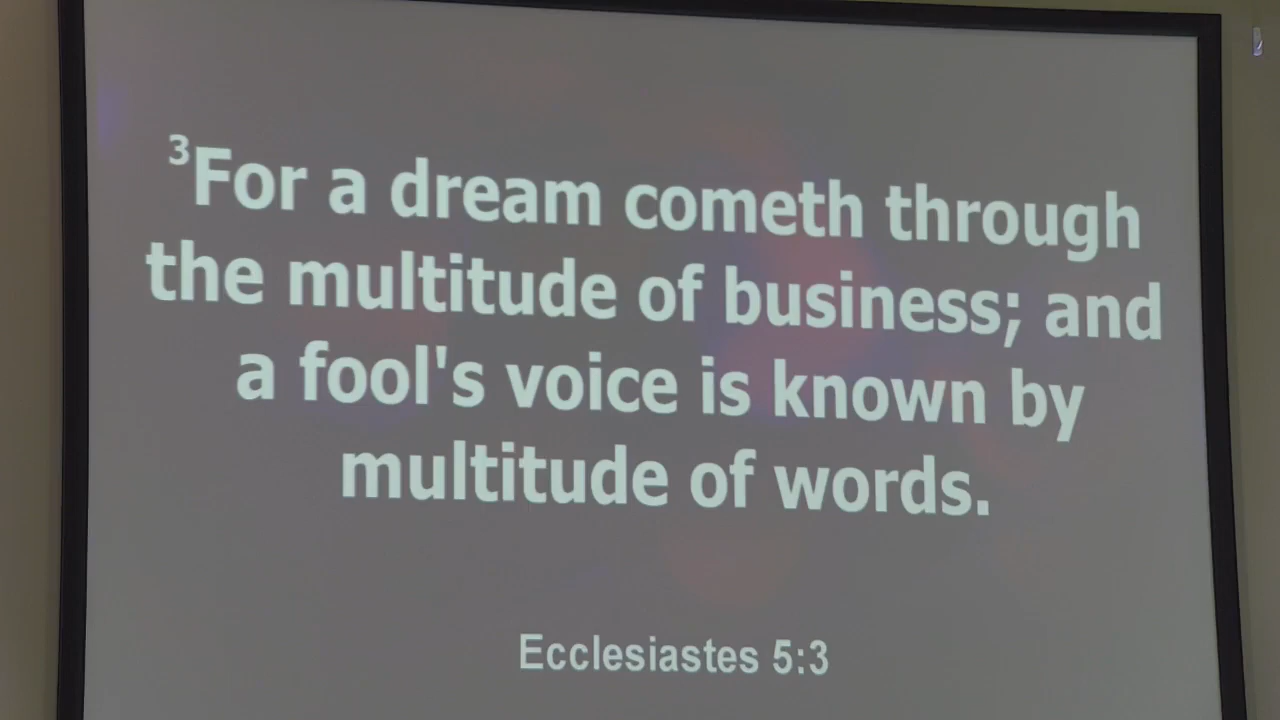 ³For a dream cometh through
the multitude of business; and
a fool's voice is known by
multitude of words.
Ecclesiastes 5:3